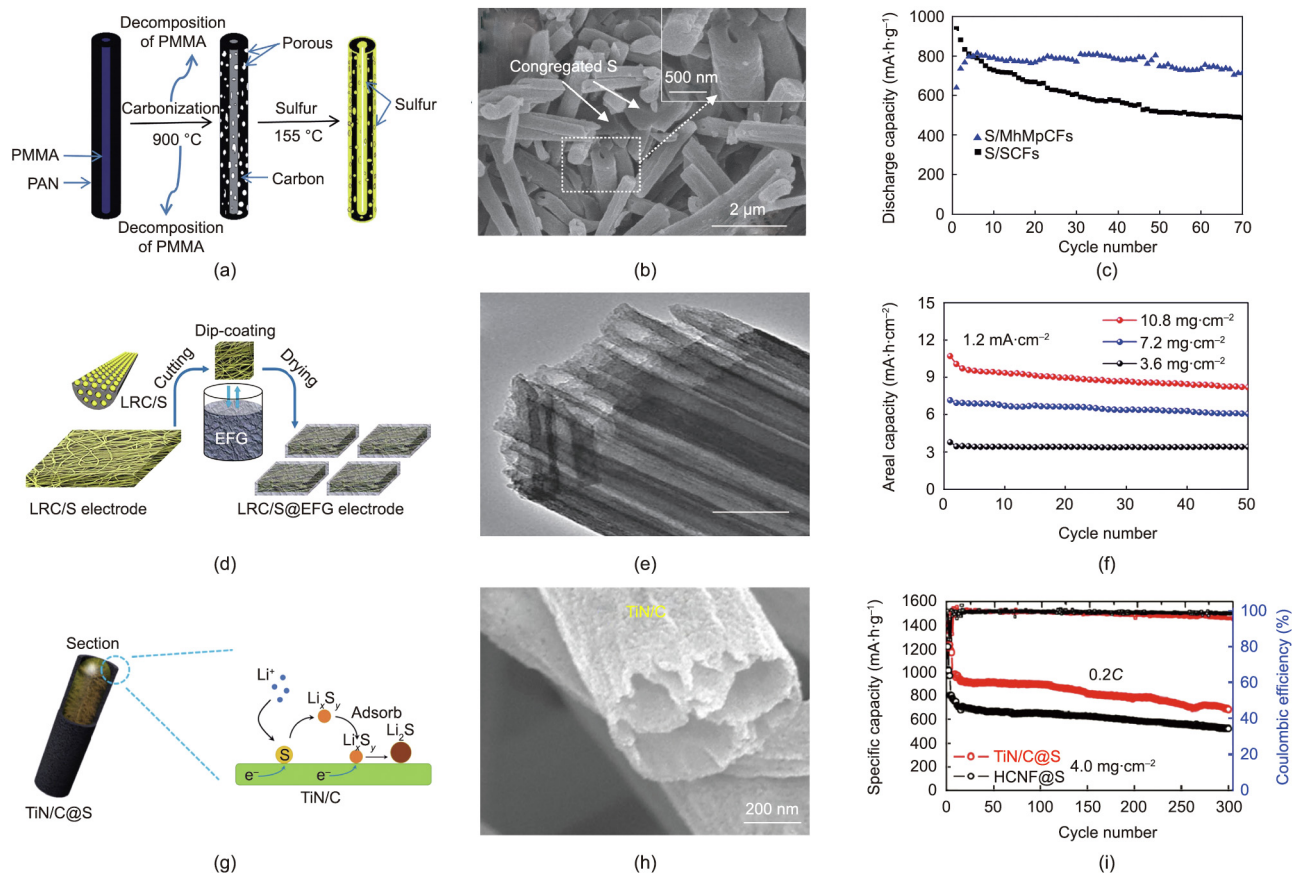 Decomposition
of PMMA
Porous
Carbonization
900 °C
Sulfur
155 °C
Sulfur
PMMA
PAN
Carbon
Decomposition
of PMMA
(a)
Congregated S
500 nm
2 μm
(b)
Discharge capacity (mA·h·g⁻¹)
1000
800
600
400
200
0
S/MhMpCFs
S/SCFs
0 10 20 30 40 50 60 70
Cycle number
(c)
Dip-coating
Cutting
Drying
LRC/S
EFG
LRC/S electrode
LRC/S@EFG electrode
(d)
(e)
Areal capacity (mA·h·cm⁻²)
15
12
9
6
3
0
1.2 mA·cm⁻²
10.8 mg·cm⁻²
7.2 mg·cm⁻²
3.6 mg·cm⁻²
0 10 20 30 40 50
Cycle number
(f)
Section
Li⁺
LiₓSᵧ
Adsorb
LiₓSᵧ
Li₂S
S
e⁻
e⁻
TiN/C
TiN/C@S
(g)
TiN/C
200 nm
(h)
Specific capacity (mA·h·g⁻¹)
1600
1400
1200
1000
800
600
400
200
0
0.2C
TiN/C@S
HCNF@S
4.0 mg·cm⁻²
100
80
60
40
20
0
Coulombic efficiency (%)
0 50 100 150 200 250 300
Cycle number
(i)